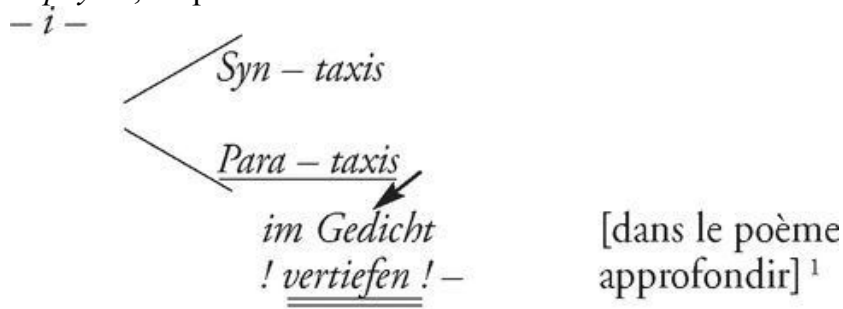 – i –
Syn – taxis
Para – taxis
im Gedicht [dans le poème
! vertiefen ! – approfondir] 1